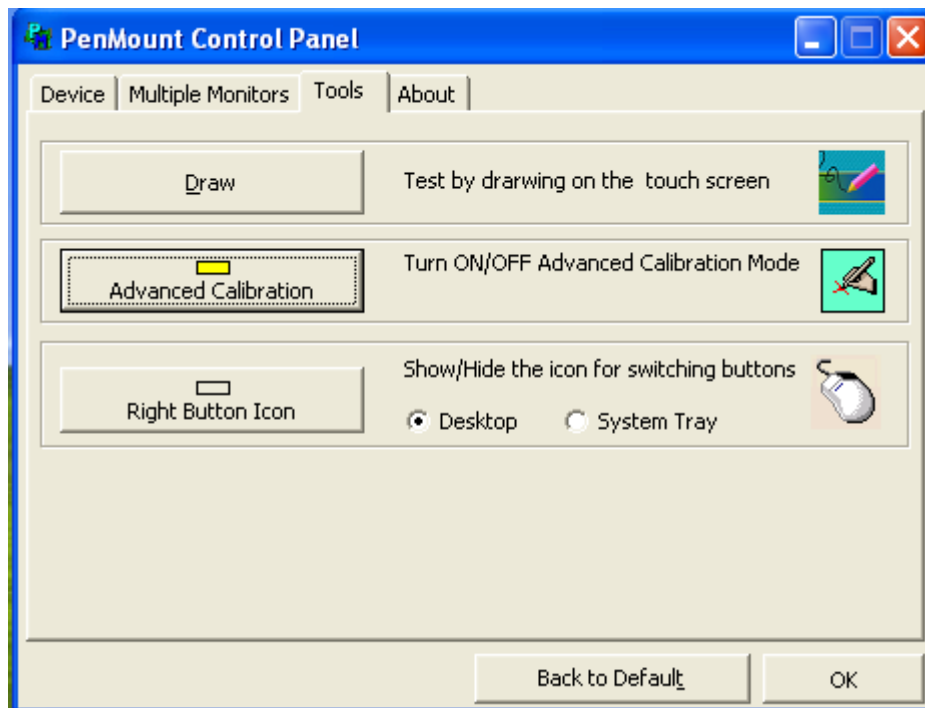 PenMount Control Panel
Device Multiple Monitors Tools About
Draw
Test by drarwing on the touch screen
Advanced Calibration
Turn ON/OFF Advanced Calibration Mode
Right Button Icon
Show/Hide the icon for switching buttons
Desktop System Tray
Back to Default OK